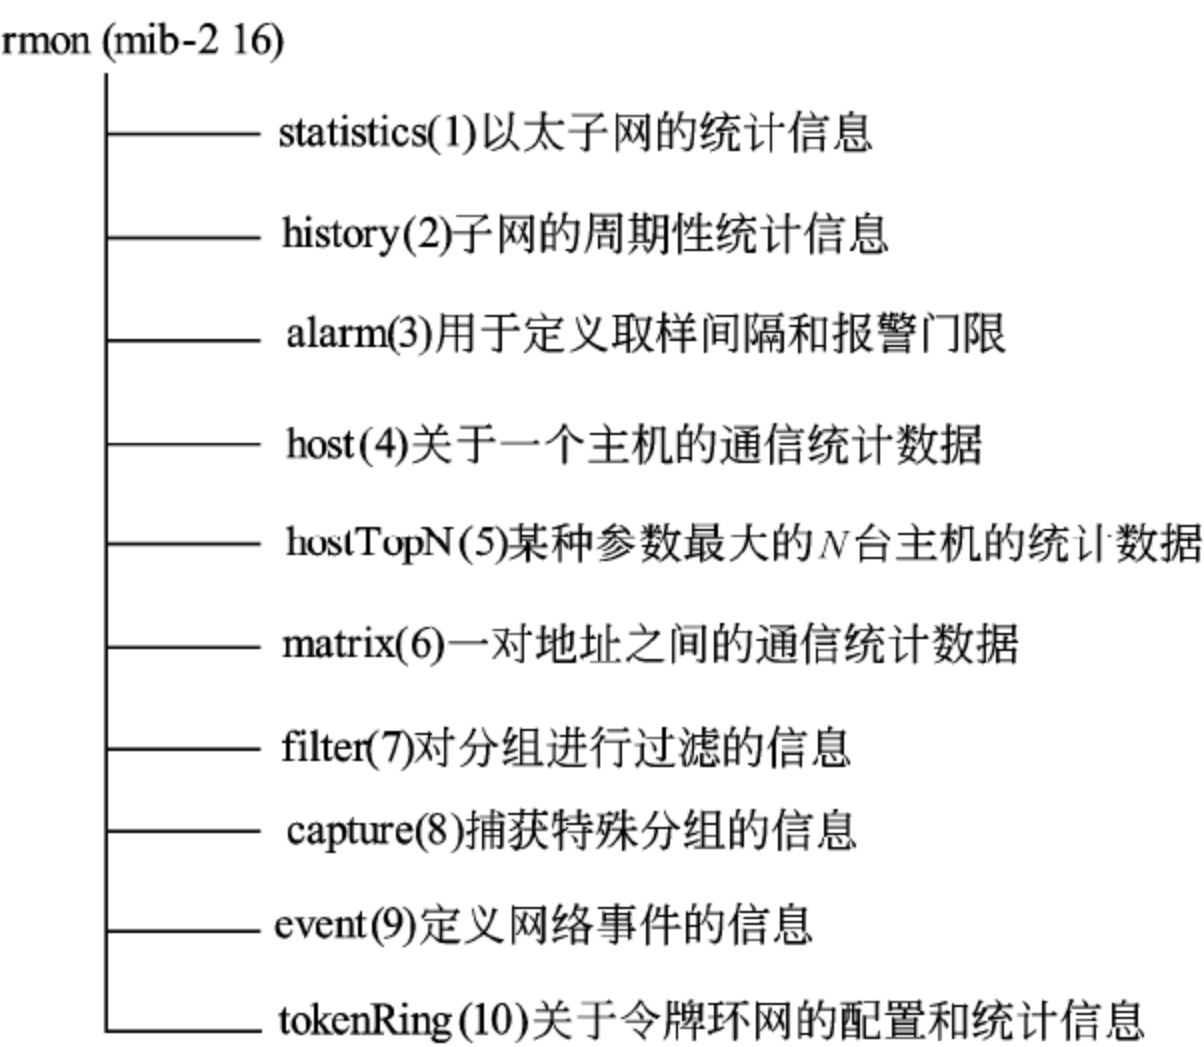 rmon (mib-2 16)
statistics(1)以太子网的统计信息
history(2)子网的周期性统计信息
alarm(3)用于定义取样间隔和报警门限
host(4)关于一个主机的通信统计数据
hostTopN(5)某种参数最大的N台主机的统计数据
matrix(6)一对地址之间的通信统计数据
filter(7)对分组进行过滤的信息
capture(8)捕获特殊分组的信息
event(9)定义网络事件的信息
tokenRing(10)关于令牌环网的配置和统计信息